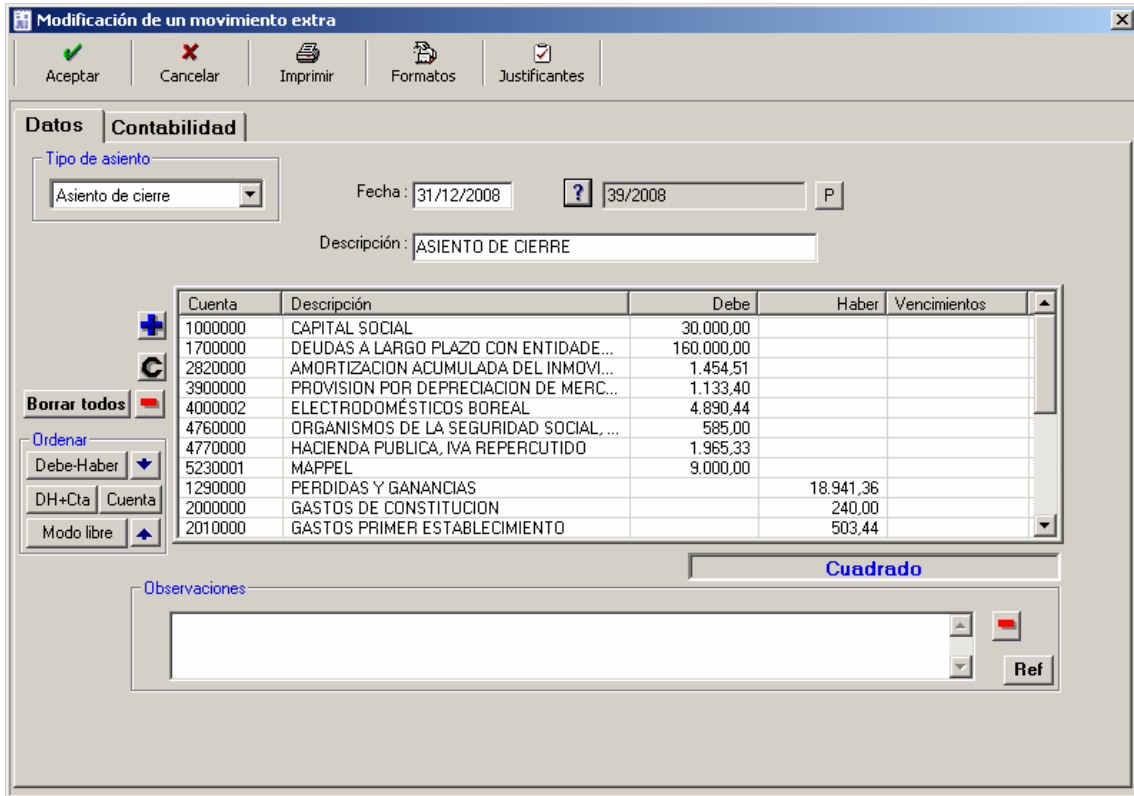 Modificación de un movimiento extra
Aceptar Cancelar Imprimir Formatos Justificantes
Datos Contabilidad
Tipo de asiento
Asiento de cierre Fecha : 31/12/2008 ? 39/2008 P
Descripción : ASIENTO DE CIERRE
Cuenta Descripción Debe Haber Vencimientos
1000000 CAPITAL SOCIAL 30.000,00
1700000 DEUDAS A LARGO PLAZO CON ENTIDADE... 160.000,00
2820000 AMORTIZACION ACUMULADA DEL INMOVI... 1.454,51
3900000 PROVISION POR DEPRECIACION DE MERC... 1.133,40
4000002 ELECTRODOMÉSTICOS BOREAL 4.890,44
4760000 ORGANISMOS DE LA SEGURIDAD SOCIAL, ... 585,00
4770000 HACIENDA PUBLICA, IVA REPERCUTIDO 1.965,33
5230001 MAPPEL 9.000,00
1290000 PERDIDAS Y GANANCIAS 18.941,36
2000000 GASTOS DE CONSTITUCION 240,00
2010000 GASTOS PRIMER ESTABLECIMIENTO 503,44
C
Borrar todos
Ordenar
Debe-Haber
DH+Cta Cuenta
Modo libre
Cuadrado
Observaciones
Ref